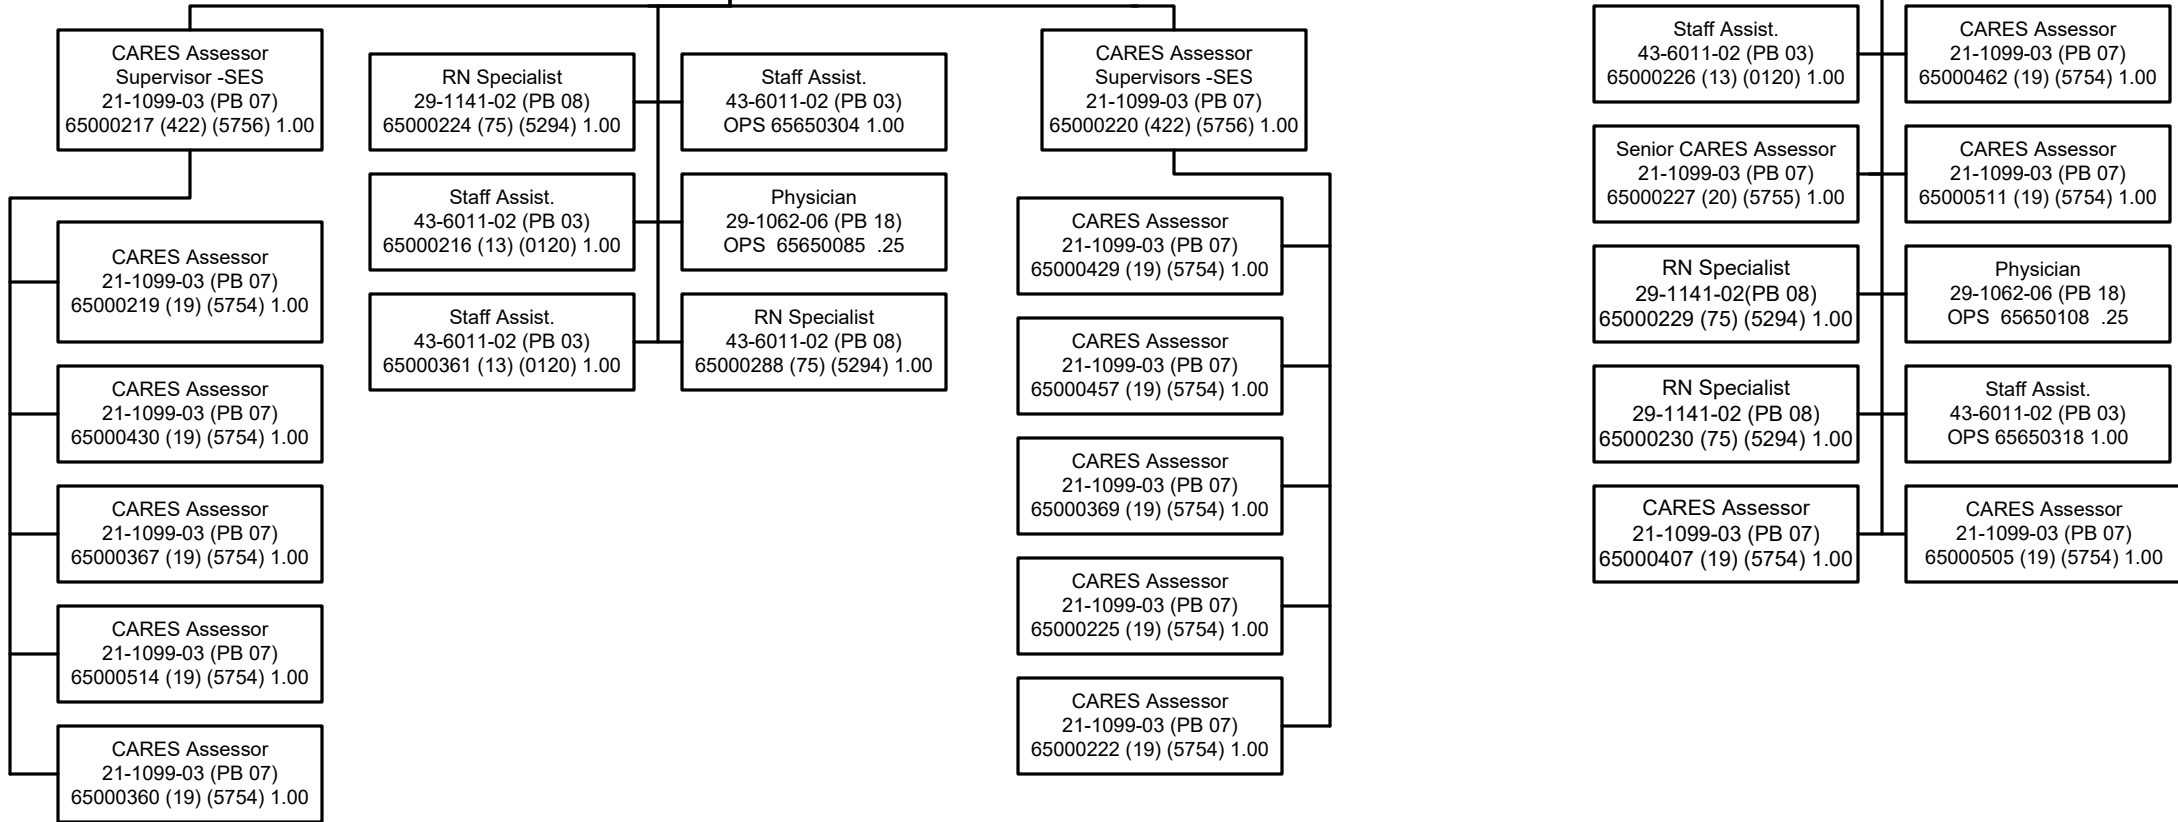 CARES Assessor
Supervisor -SES
21-1099-03 (PB 07)
65000217 (422) (5756) 1.00
CARES Assessor
21-1099-03 (PB 07)
65000219 (19) (5754) 1.00
CARES Assessor
21-1099-03 (PB 07)
65000430 (19) (5754) 1.00
CARES Assessor
21-1099-03 (PB 07)
65000367 (19) (5754) 1.00
CARES Assessor
21-1099-03 (PB 07)
65000514 (19) (5754) 1.00
CARES Assessor
21-1099-03 (PB 07)
65000360 (19) (5754) 1.00
RN Specialist
29-1141-02 (PB 08)
65000224 (75) (5294) 1.00
Staff Assist.
43-6011-02 (PB 03)
65000216 (13) (0120) 1.00
Staff Assist.
43-6011-02 (PB 03)
65000361 (13) (0120) 1.00
Staff Assist.
43-6011-02 (PB 03)
OPS 65650304 1.00
Physician
29-1062-06 (PB 18)
OPS  65650085  .25
RN Specialist
43-6011-02 (PB 08)
65000288 (75) (5294) 1.00
CARES Assessor
Supervisors -SES
21-1099-03 (PB 07)
65000220 (422) (5756) 1.00
CARES Assessor
21-1099-03 (PB 07)
65000429 (19) (5754) 1.00
CARES Assessor
21-1099-03 (PB 07)
65000457 (19) (5754) 1.00
CARES Assessor
21-1099-03 (PB 07)
65000369 (19) (5754) 1.00
CARES Assessor
21-1099-03 (PB 07)
65000225 (19) (5754) 1.00
CARES Assessor
21-1099-03 (PB 07)
65000222 (19) (5754) 1.00
Staff Assist.
43-6011-02 (PB 03)
65000226 (13) (0120) 1.00
Senior CARES Assessor
21-1099-03 (PB 07)
65000227 (20) (5755) 1.00
RN Specialist
29-1141-02(PB 08)
65000229 (75) (5294) 1.00
RN Specialist
29-1141-02 (PB 08)
65000230 (75) (5294) 1.00
CARES Assessor
21-1099-03 (PB 07)
65000407 (19) (5754) 1.00
CARES Assessor
21-1099-03 (PB 07)
65000462 (19) (5754) 1.00
CARES Assessor
21-1099-03 (PB 07)
65000511 (19) (5754) 1.00
Physician
29-1062-06 (PB 18)
OPS  65650108  .25
Staff Assist.
43-6011-02 (PB 03)
OPS 65650318 1.00
CARES Assessor
21-1099-03 (PB 07)
65000505 (19) (5754) 1.00